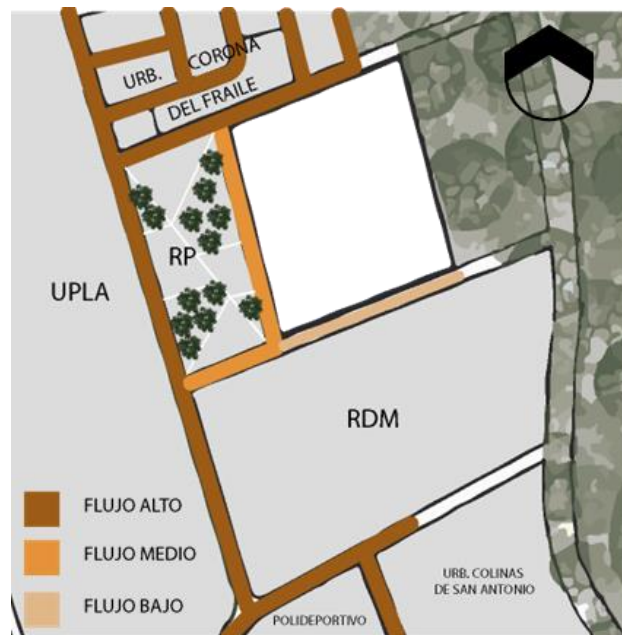 URB. CORONA
DEL FRAILE
RP
UPLA
RDM
FLUJO ALTO
FLUJO MEDIO
FLUJO BAJO
URB. COLINAS
DE SAN ANTONIO
POLIDEPORTIVO